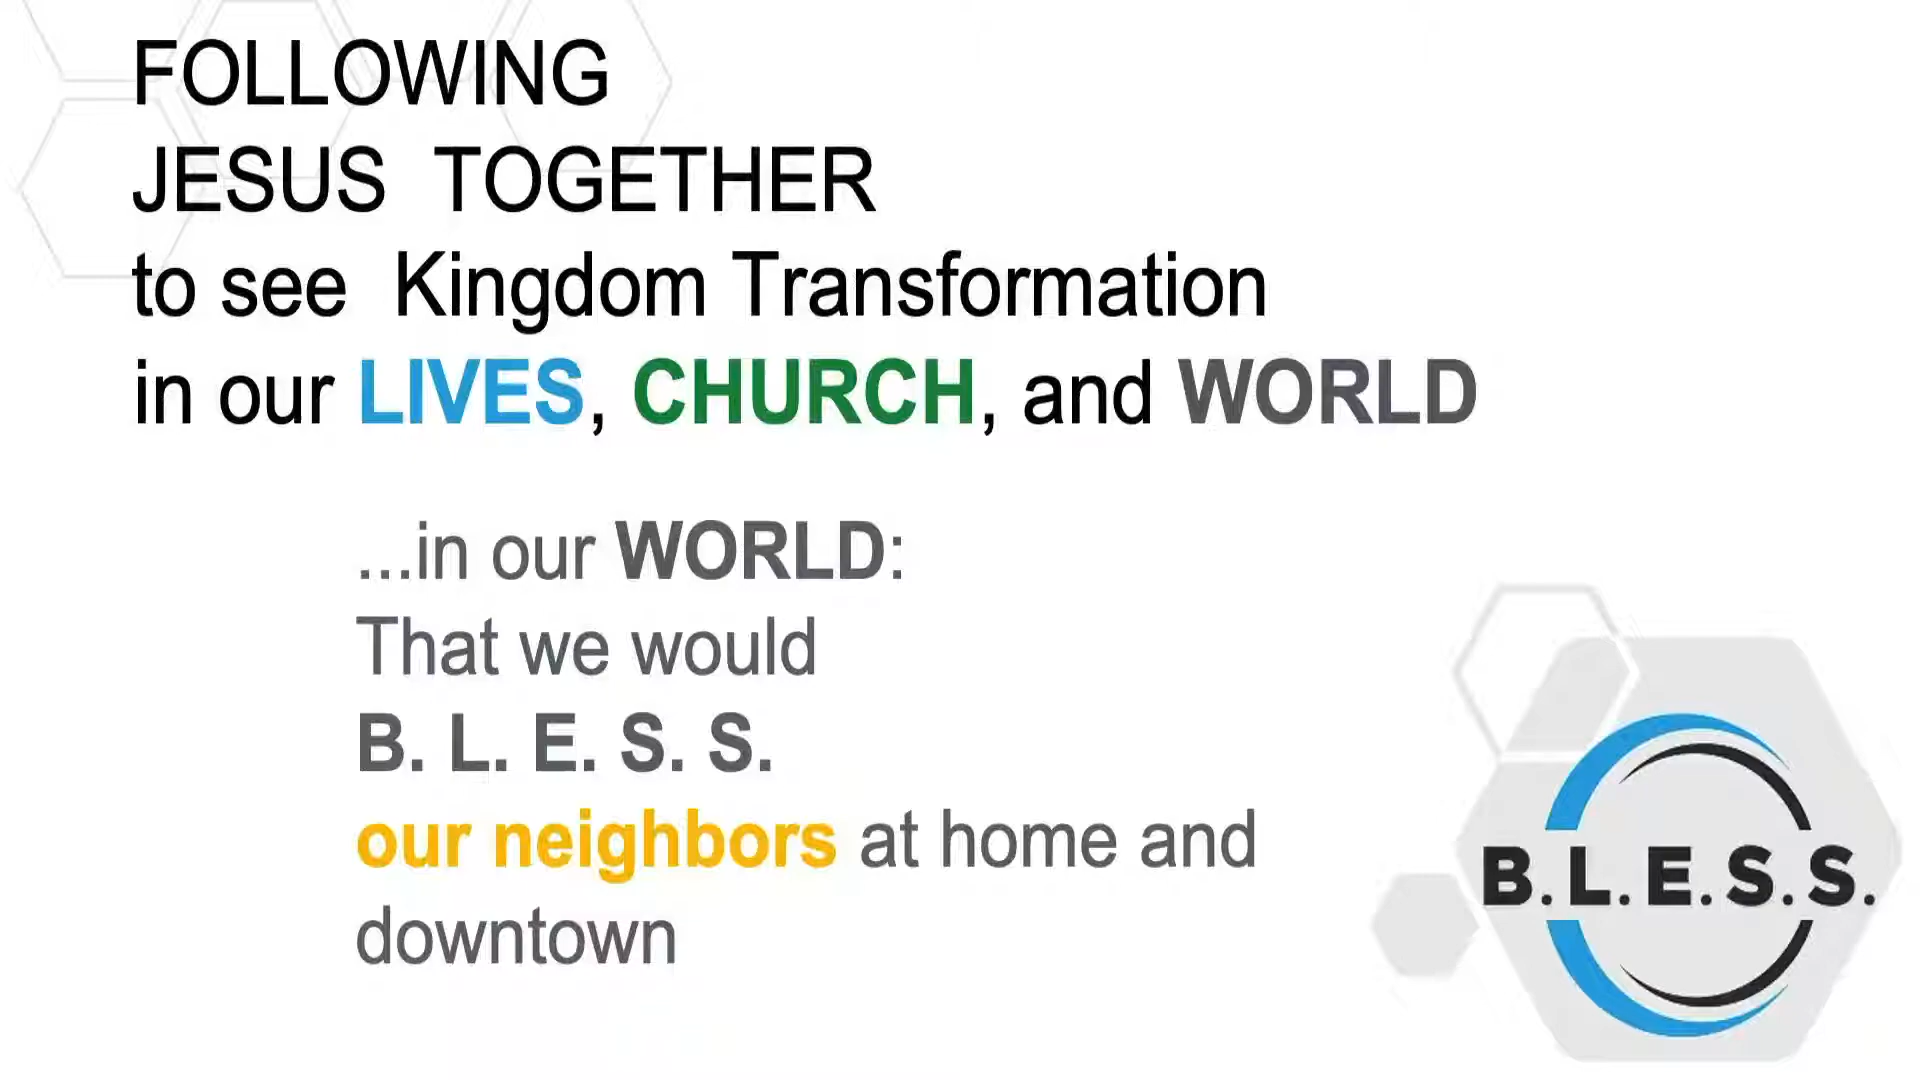 FOLLOWING
JESUS TOGETHER
to see Kingdom Transformation
in our LIVES, CHURCH, and WORLD
...in our WORLD:
That we would
B. L. E. S. S.
our neighbors at home and
downtown
B.L.E.S.S.